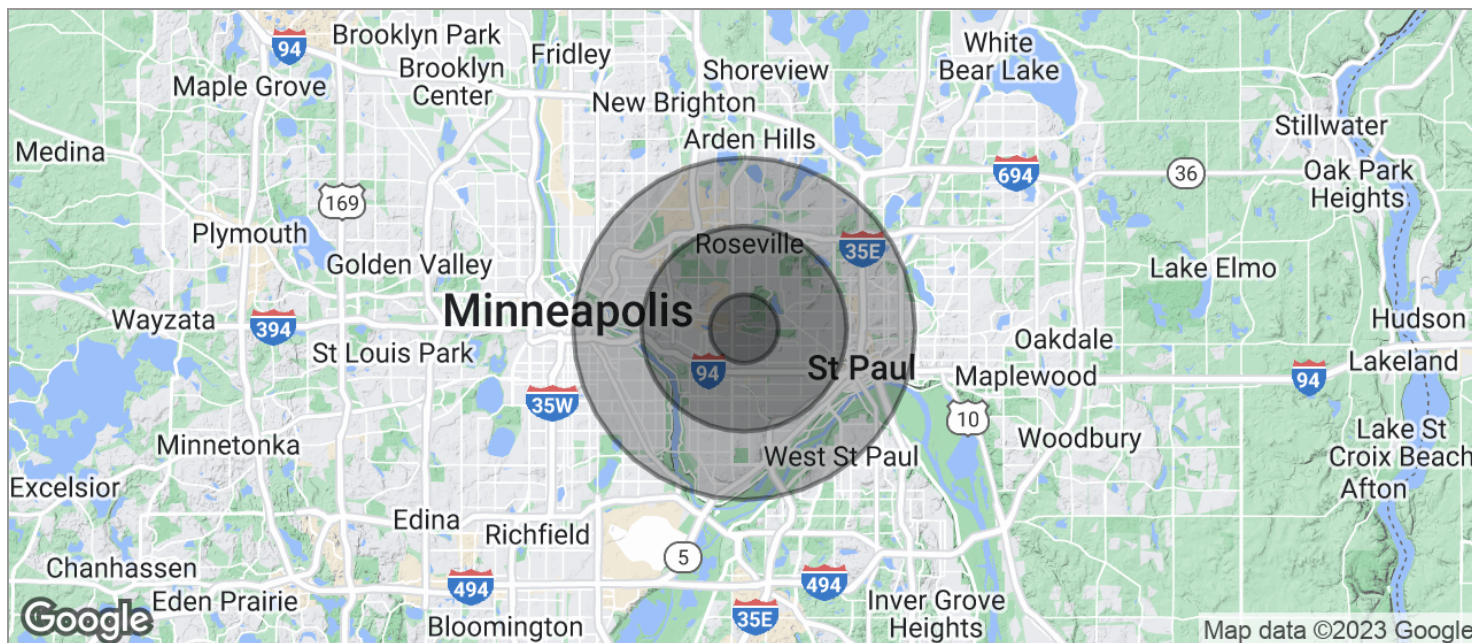 Brooklyn Park
94
Fridley
White
Bear Lake
Maple Grove
Brooklyn
Center
Shoreview
New Brighton
Stillwater
Arden Hills
Medina
694
36
Oak Park
Heights
169
Plymouth
Roseville
35E
Golden Valley
Lake Elmo
Minneapolis
Wayzata
394
Hudson
St Louis Park
Oakdale
Lakeland
94
St Paul
Maplewood
94
35W
10
Minnetonka
Woodbury
Lake St
Croix Beach
West St Paul
Excelsior
Afton
Edina
Richfield
5
Chanhassen
494
494
Eden Prairie
Inver Grove
Heights
35E
Bloomington
Google
Map data ©2023 Google